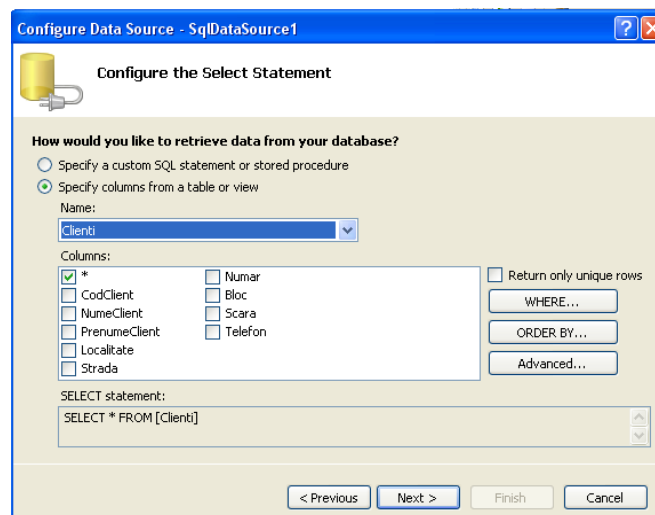 Configure Data Source - SqlDataSource1
Configure the Select Statement
How would you like to retrieve data from your database?
Specify a custom SQL statement or stored procedure
Specify columns from a table or view
Name:
Clienti
Columns:
*
CodClient
NumeClient
PrenumeClient
Localitate
Strada
Numar
Bloc
Scara
Telefon
Return only unique rows
WHERE...
ORDER BY...
Advanced...
SELECT statement:
SELECT * FROM [Clienti]
< Previous
Next >
Finish
Cancel